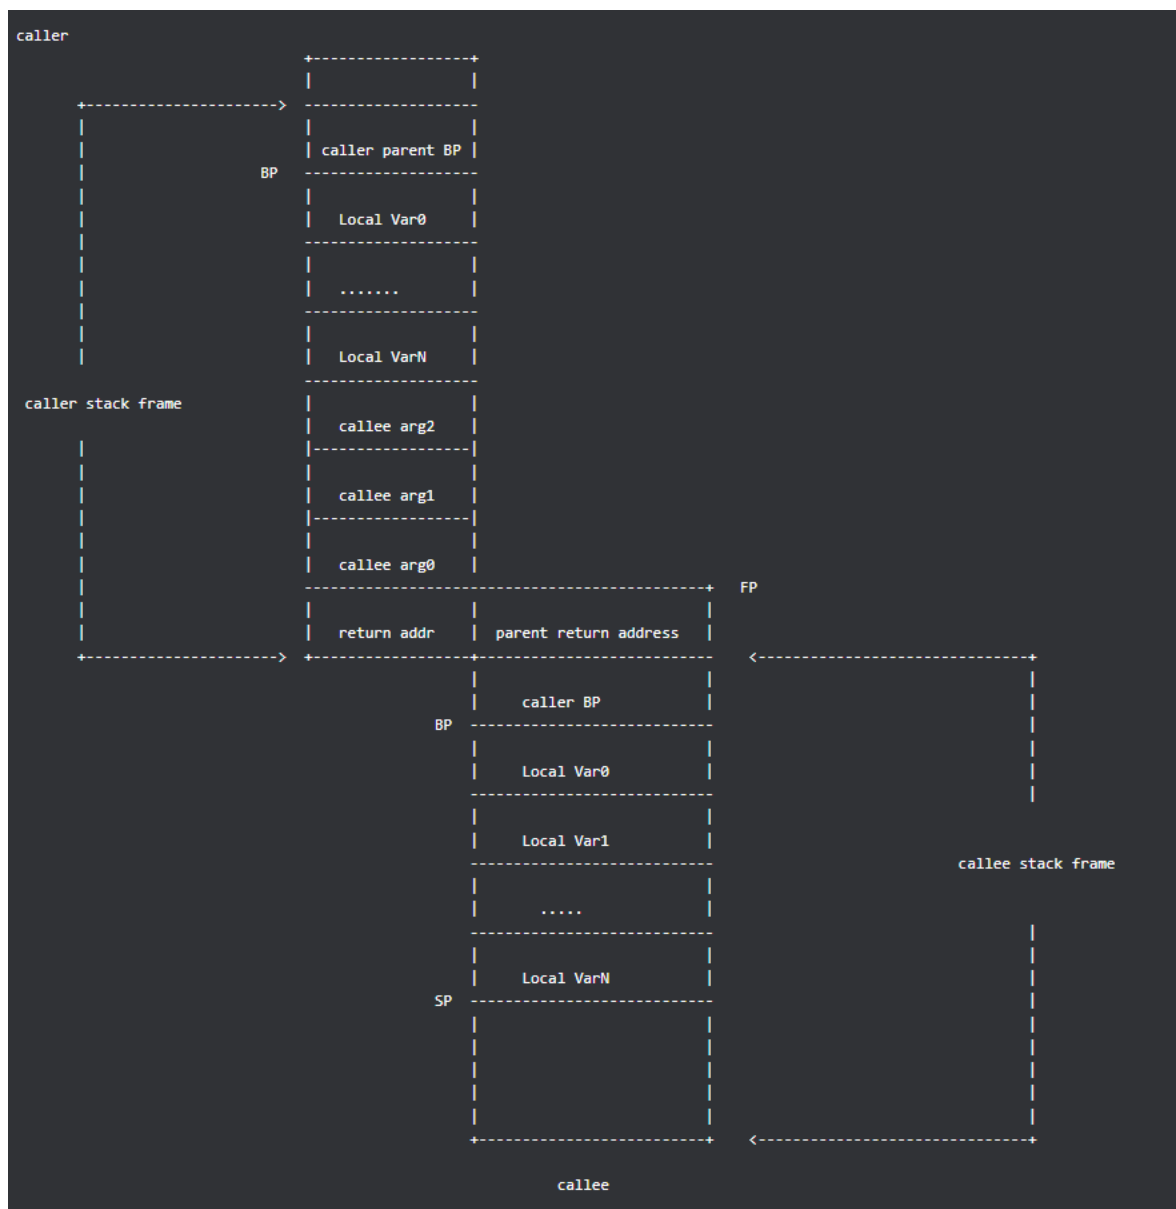 caller
caller parent BP
BP
Local Var0
.......
Local VarN
caller stack frame
callee arg2
callee arg1
callee arg0
FP
return addr parent return address
caller BP
BP
Local Var0
Local Var1
callee stack frame
.....
Local VarN
SP
callee